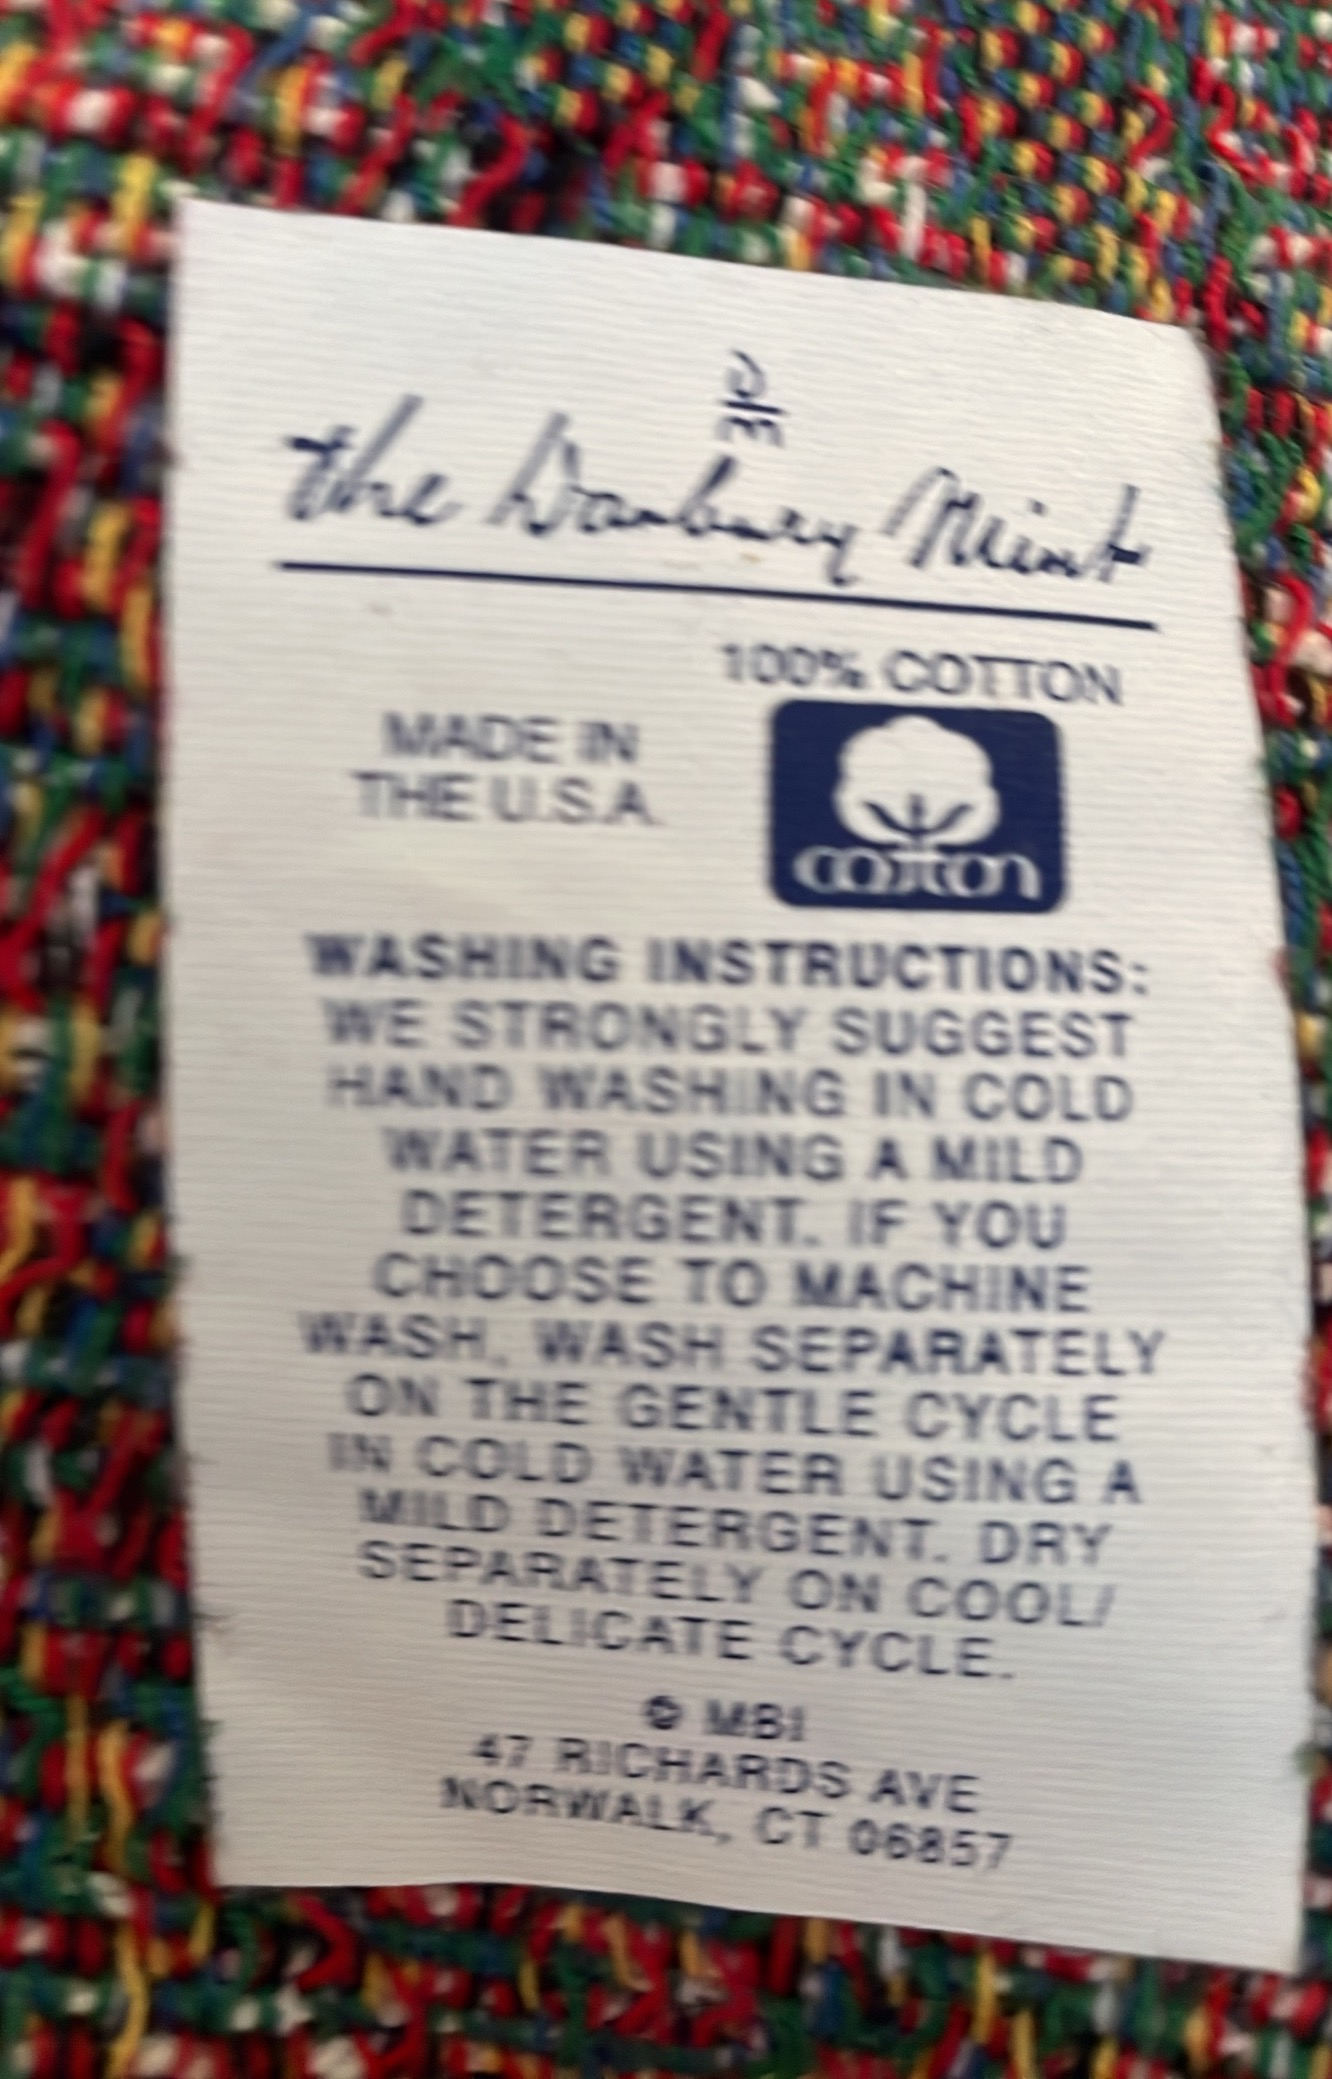 the Danbury Mint
100% COTTON
MADE IN
THE U.S.A.
cotton
WASHING INSTRUCTIONS:
WE STRONGLY SUGGEST
HAND WASHING IN COLD
WATER USING A MILD
DETERGENT. IF YOU
CHOOSE TO MACHINE
WASH, WASH SEPARATELY
ON THE GENTLE CYCLE
IN COLD WATER USING A
MILD DETERGENT. DRY
SEPARATELY ON COOL/
DELICATE CYCLE.
© MBI
47 RICHARDS AVE
NORWALK, CT 06857